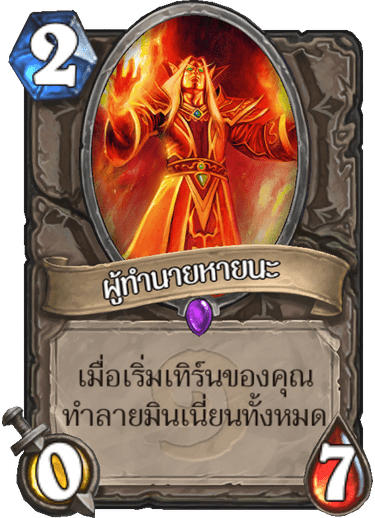 2
ผู้ทำนายหายนะ
เมื่อเริ่มเทิร์นของคุณ
ทำลายมินเนี่ยนทั้งหมด
0
7